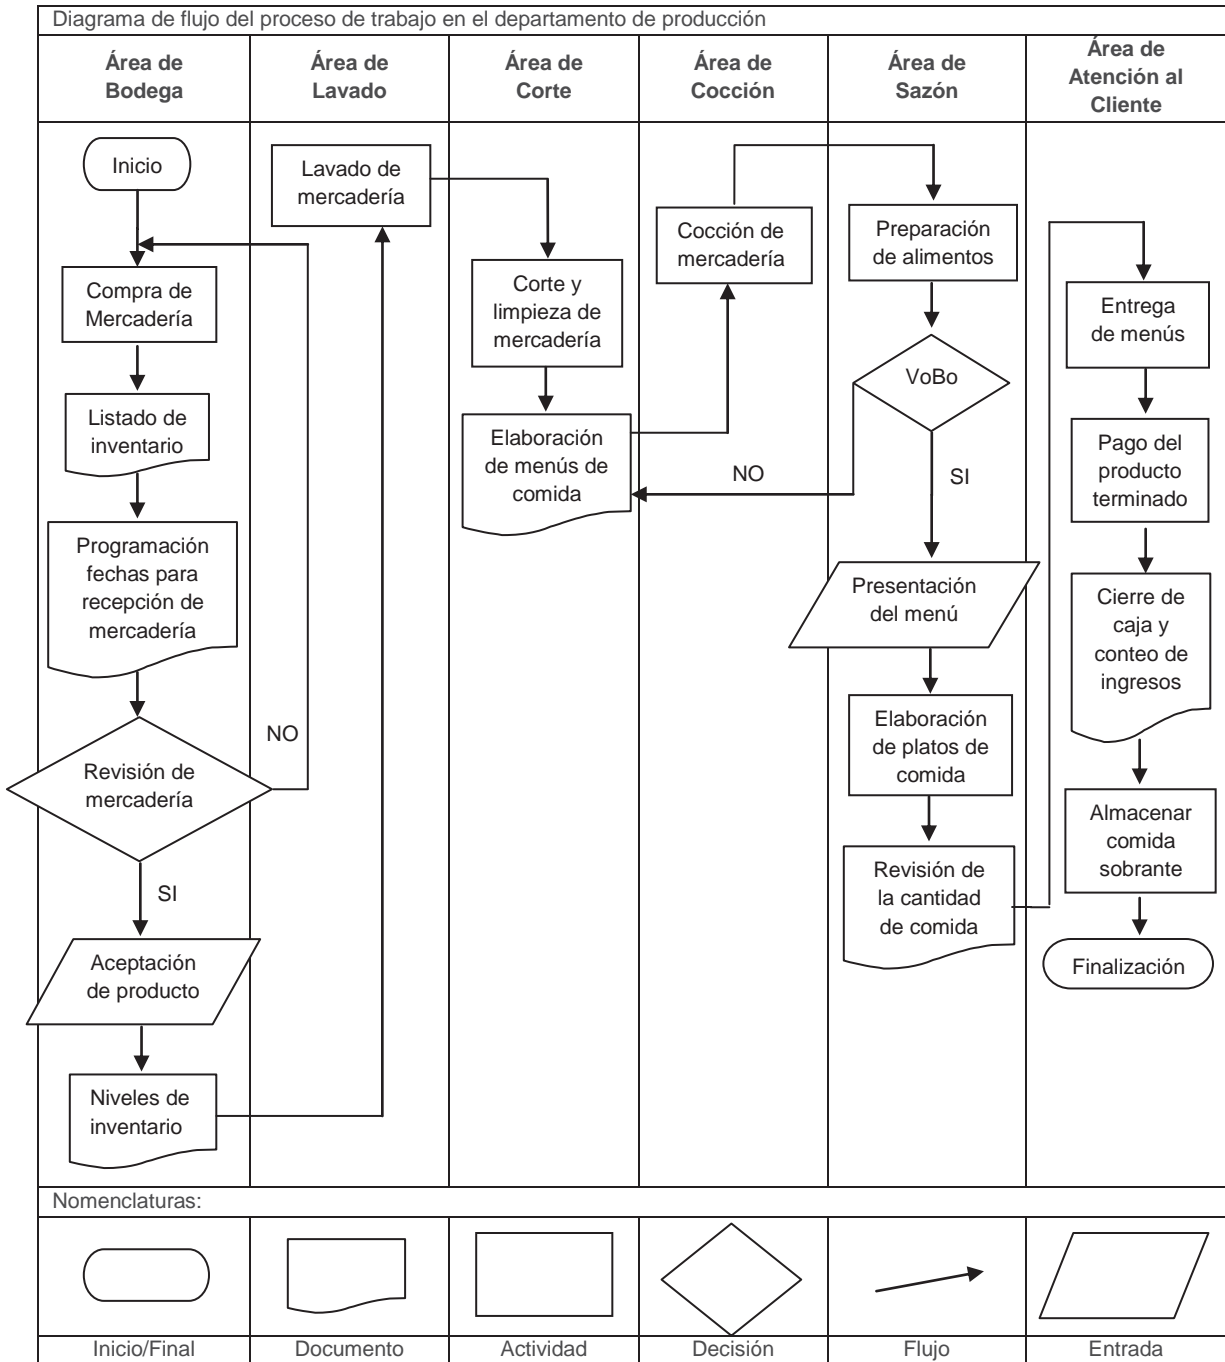 Diagrama de flujo del proceso de trabajo en el departamento de producción
Área de
Bodega
Área de
Lavado
Área de
Corte
Área de
Cocción
Área de
Sazón
Área de
Atención al
Cliente
Inicio
Compra de
Mercadería
Listado de
inventario
Programación
fechas para
recepción de
mercadería
Revisión de
mercadería
NO
SI
Aceptación
de producto
Niveles de
inventario
Lavado de
mercadería
Corte y
limpieza de
mercadería
Elaboración
de menús de
comida
Cocción de
mercadería
NO
Preparación
de alimentos
VoBo
SI
Presentación
del menú
Elaboración
de platos de
comida
Revisión de
la cantidad
de comida
Entrega
de menús
Pago del
producto
terminado
Cierre de
caja y
conteo de
ingresos
Almacenar
comida
sobrante
Finalización
Nomenclaturas:
Inicio/Final
Documento
Actividad
Decisión
Flujo
Entrada